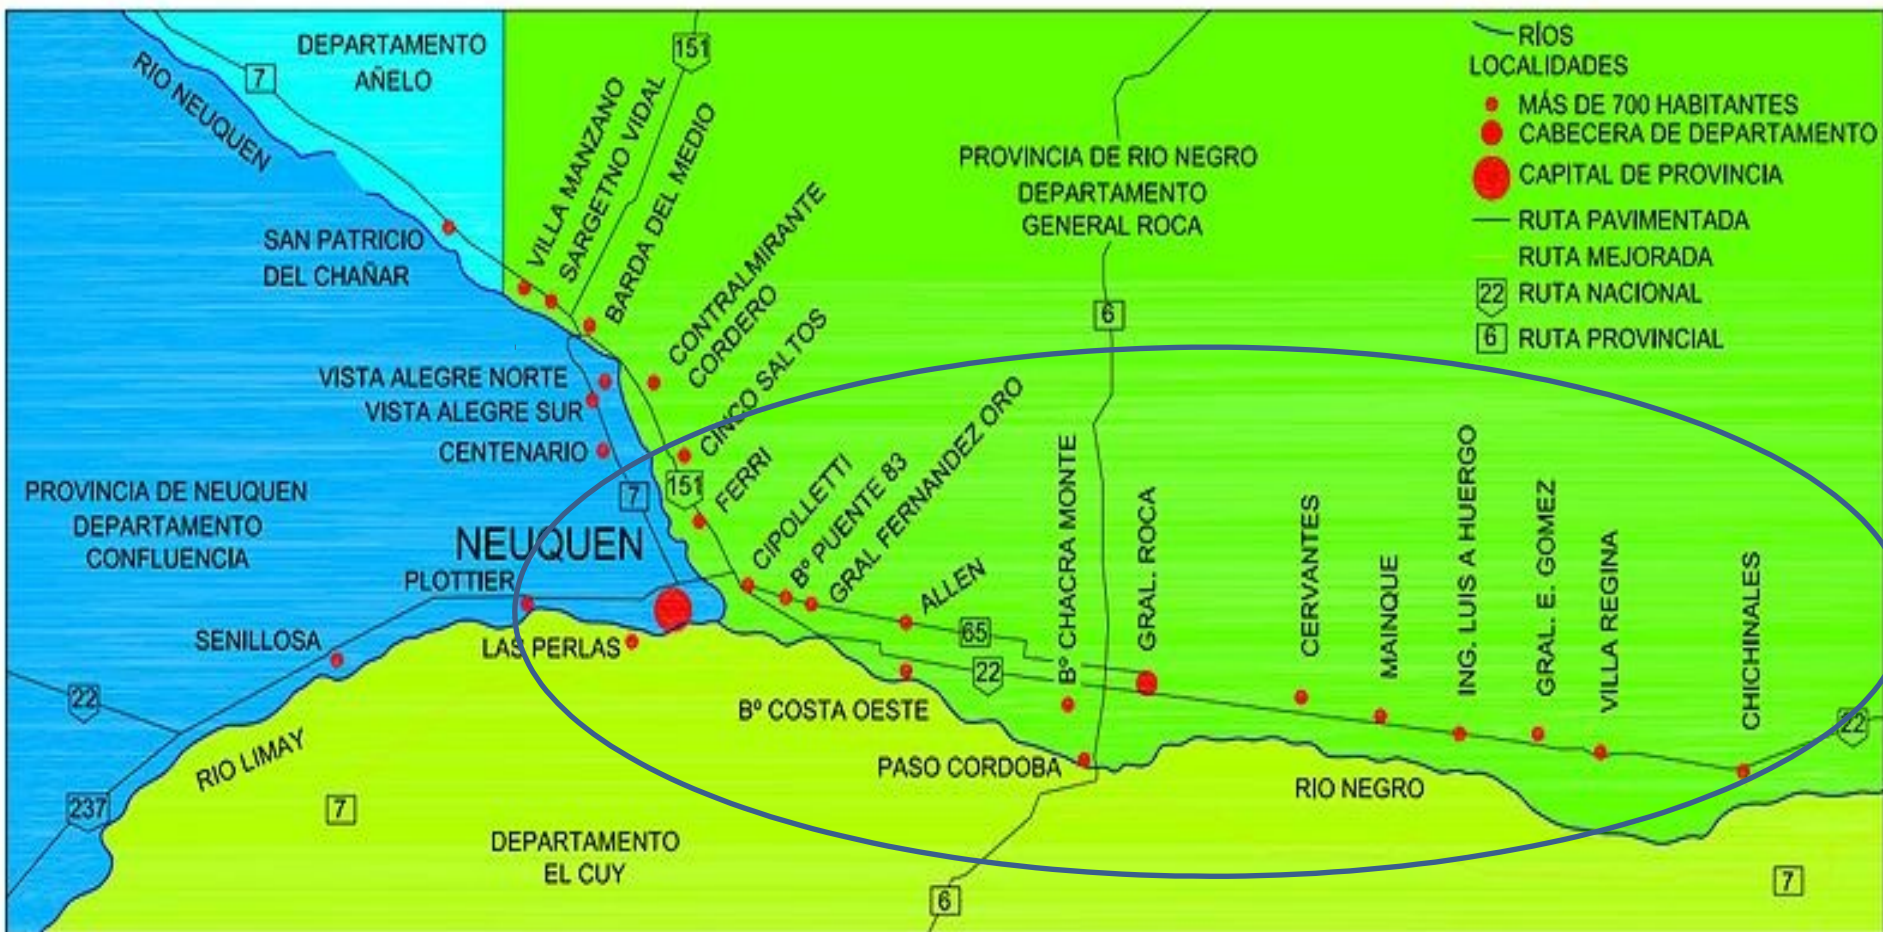 DEPARTAMENTO
AÑELO
RIO NEUQUEN
7
151
SAN PATRICIO
DEL CHAÑAR
VILLA MANZANO
SARGETNO VIDAL
BARDA DEL MEDIO
CONTRALMIRANTE
CORDERO
CINCO SALTOS
PROVINCIA DE RIO NEGRO
DEPARTAMENTO
GENERAL ROCA
6
RÍOS
LOCALIDADES
MÁS DE 700 HABITANTES
CABECERA DE DEPARTAMENTO
CAPITAL DE PROVINCIA
RUTA PAVIMENTADA
RUTA MEJORADA
22 RUTA NACIONAL
6 RUTA PROVINCIAL
VISTA ALEGRE NORTE
VISTA ALEGRE SUR
CENTENARIO
PROVINCIA DE NEUQUEN
DEPARTAMENTO
CONFLUENCIA
7
151
FERRI
NEUQUEN
PLOTTIER
SENILLOSA
LAS PERLAS
CIPOLLETTI
Bº PUENTE 83
GRAL. FERNANDEZ ORO
ALLEN
65
22
Bº CHACRA MONTE
GRAL. ROCA
CERVANTES
MAINQUE
ING. LUIS A HUERGO
GRAL. E. GOMEZ
VILLA REGINA
CHICHINALES
22
22
237
RIO LIMAY
7
Bº COSTA OESTE
PASO CORDOBA
RIO NEGRO
DEPARTAMENTO
EL CUY
6
7